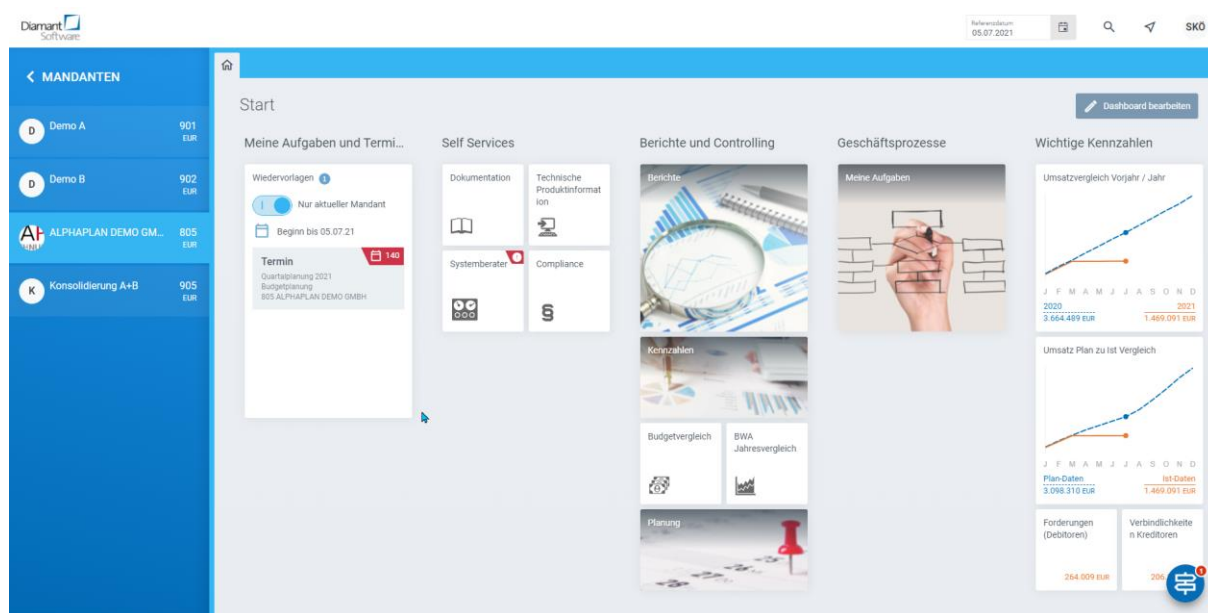 Diamant
Software
Referenzdatum
05.07.2021
SKÖ
MANDANTEN
D
Demo A
901
EUR
D
Demo B
902
EUR
ALPHAPLAN DEMO GM...
805
EUR
K
Konsolidierung A+B
905
EUR
Start
Dashboard bearbeiten
Meine Aufgaben und Termi...
Wiedervorlagen
Nur aktueller Mandant
Beginn bis 05.07.21
Termin
140
Quartalplanung 2021
Budgetplanung
805 ALPHAPLAN DEMO GMBH
Self Services
Dokumentation
Technische
Produktinformat
ion
Systemberater
Compliance
Berichte und Controlling
Berichte
Kennzahlen
Budgetvergleich
BWA
Jahresvergleich
Planung
Geschäftsprozesse
Meine Aufgaben
Wichtige Kennzahlen
Umsatzvergleich Vorjahr / Jahr
J F M A M J J A S O N D
2020
2021
3.664.489 EUR
1.469.091 EUR
Umsatz Plan zu Ist Vergleich
J F M A M J J A S O N D
Plan-Daten
Ist-Daten
3.098.310 EUR
1.469.091 EUR
Forderungen
(Debitoren)
264.009 EUR
Verbindlichkeite
n Kreditoren
206.
1